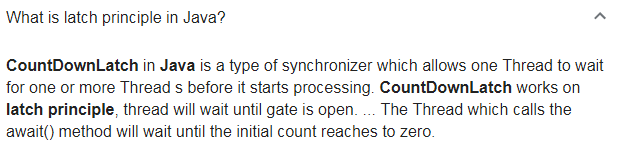 What is latch principle in Java?
CountDownLatch in Java is a type of synchronizer which allows one Thread to wait
for one or more Thread s before it starts processing. CountDownLatch works on
latch principle, thread will wait until gate is open. ... The Thread which calls the
await() method will wait until the initial count reaches to zero.